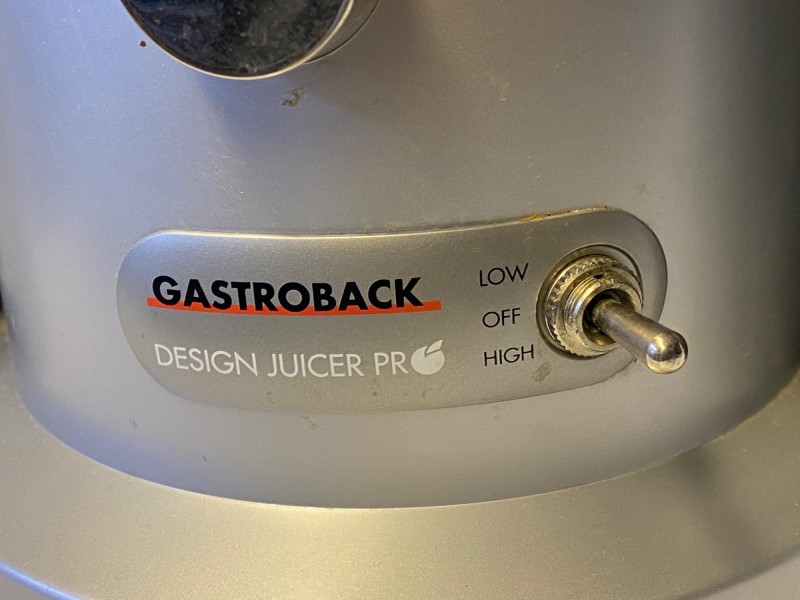 GASTROBACK
DESIGN JUICER PRO
LOW
OFF
HIGH